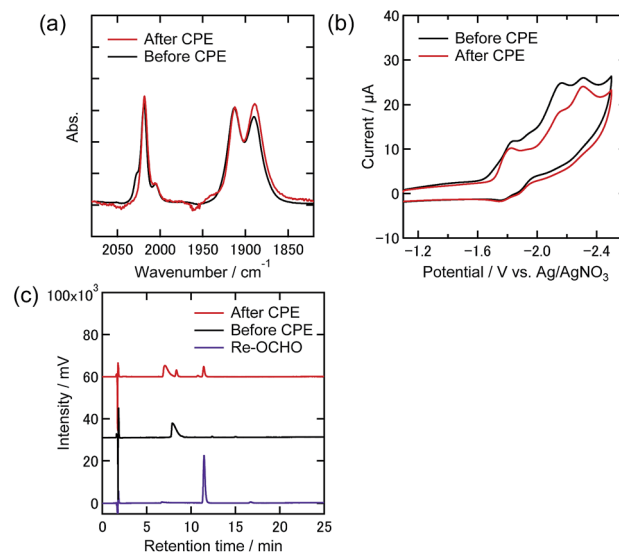 (a)
After CPE
Before CPE
Abs.
2050 2000 1950 1900 1850
Wavenumber / cm⁻¹
(b)
Before CPE
After CPE
40
30
20
10
0
−10
Current / μA
-1.2 -1.6 -2.0 -2.4
Potential / V vs. Ag/AgNO₃
(c)
100x10³
80
60
40
20
0
Intensity / mV
After CPE
Before CPE
Re-OCHO
0 5 10 15 20 25
Retention time / min